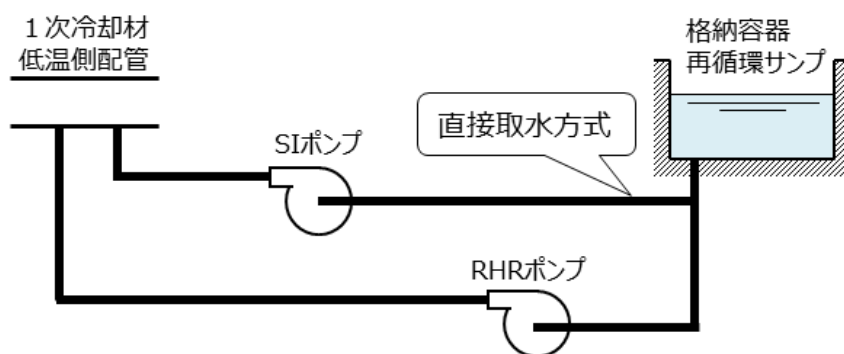 １次冷却材
低温側配管
格納容器
再循環サンプ
直接取水方式
SIポンプ
RHRポンプ